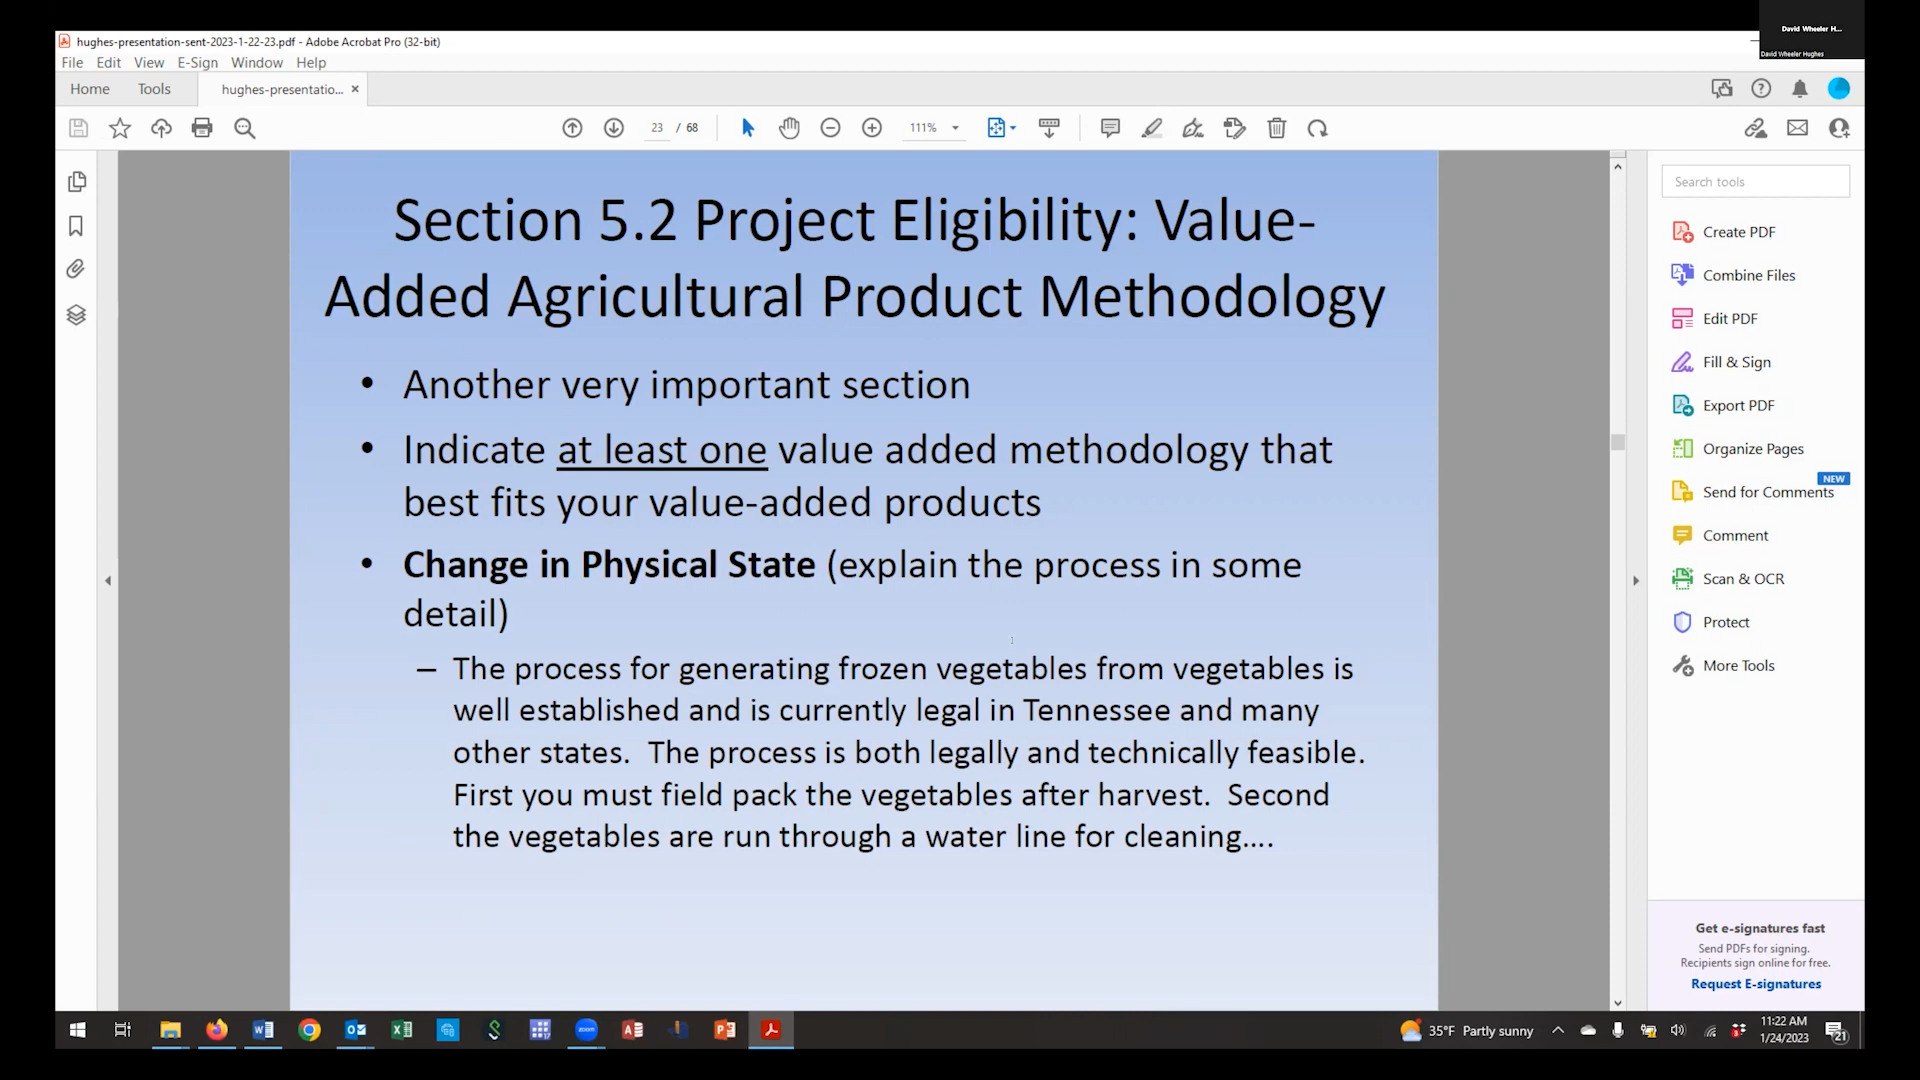 David Wheeler H...
David Wheeler Hughes
hughes-presentation-sent-2023-1-22-23.pdf - Adobe Acrobat Pro (32-bit)
File Edit View E-Sign Window Help
Home Tools hughes-presentatio... ×
23 / 68 111%
Search tools
Section 5.2 Project Eligibility: Value-
Added Agricultural Product Methodology
• Another very important section
• Indicate at least one value added methodology that
best fits your value-added products
• Change in Physical State (explain the process in some
detail)
– The process for generating frozen vegetables from vegetables is
well established and is currently legal in Tennessee and many
other states.  The process is both legally and technically feasible.
First you must field pack the vegetables after harvest.  Second
the vegetables are run through a water line for cleaning....
Create PDF
Combine Files
Edit PDF
Fill & Sign
Export PDF
Organize Pages
NEW
Send for Comments
Comment
Scan & OCR
Protect
More Tools
Get e-signatures fast
Send PDFs for signing.
Recipients sign online for free.
Request E-signatures
zoom
35°F Partly sunny
11:22 AM
1/24/2023
21